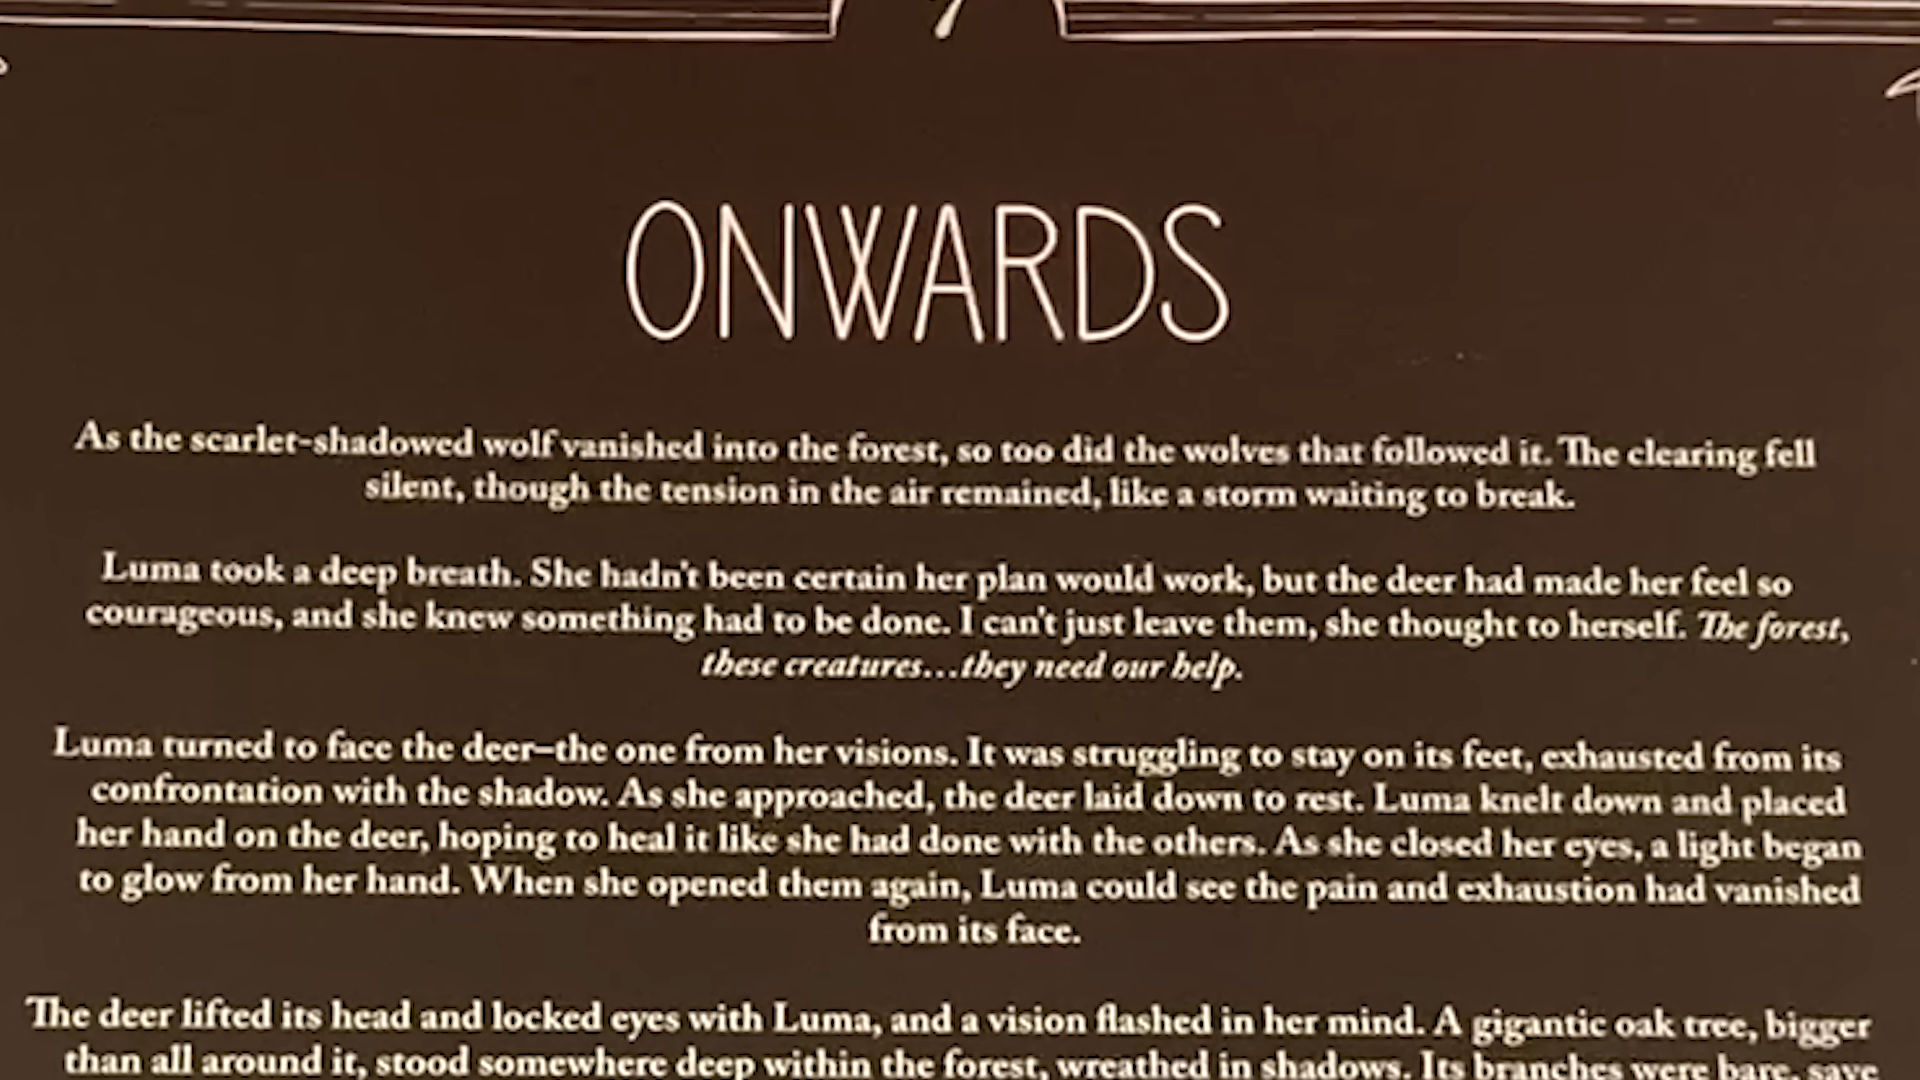 7
ONWARDS
As the scarlet-shadowed wolf vanished into the forest, so too did the wolves that followed it. The clearing fell
silent, though the tension in the air remained, like a storm waiting to break.
Luma took a deep breath. She hadn't been certain her plan would work, but the deer had made her feel so
courageous, and she knew something had to be done. I can't just leave them, she thought to herself. The forest,
these creatures...they need our help.
Luma turned to face the deer–the one from her visions. It was struggling to stay on its feet, exhausted from its
confrontation with the shadow. As she approached, the deer laid down to rest. Luma knelt down and placed
her hand on the deer, hoping to heal it like she had done with the others. As she closed her eyes, a light began
to glow from her hand. When she opened them again, Luma could see the pain and exhaustion had vanished
from its face.
The deer lifted its head and locked eyes with Luma, and a vision flashed in her mind. A gigantic oak tree, bigger
than all around it, stood somewhere deep within the forest, wreathed in shadows. Its branches were bare, save